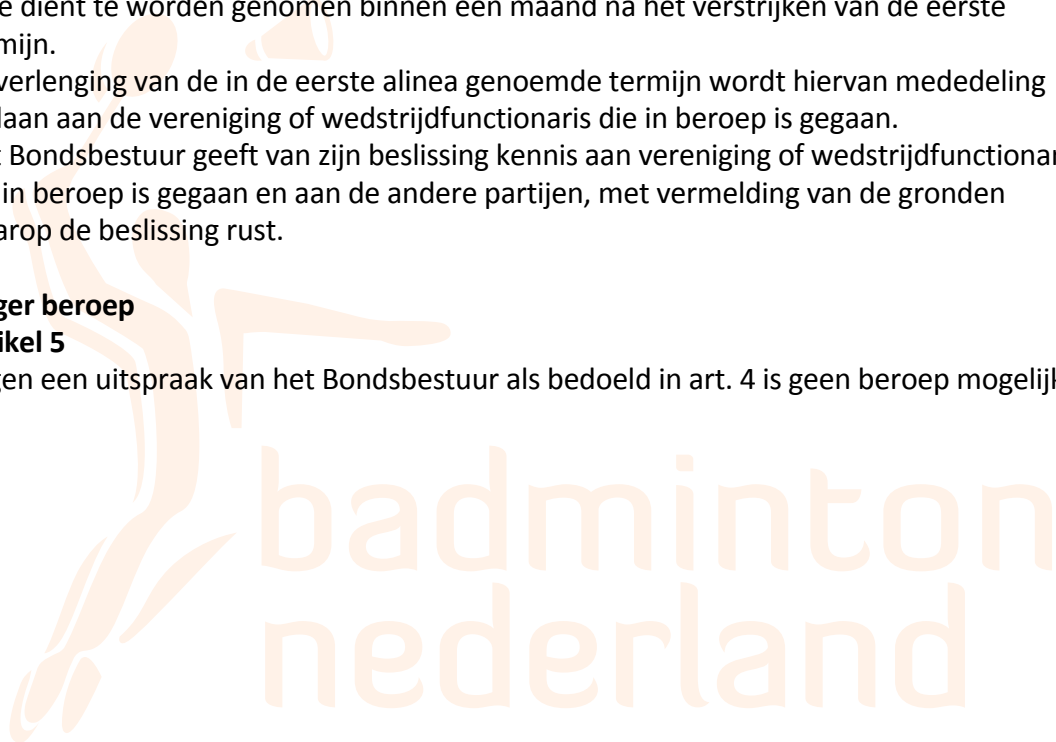 e dient te worden genomen binnen een maand na het verstrijken van de eerste
mijn.
verlenging van de in de eerste alinea genoemde termijn wordt hiervan mededeling
laan aan de vereniging of wedstrijdfunctionaris die in beroep is gegaan.
t Bondsbestuur geeft van zijn beslissing kennis aan vereniging of wedstrijdfunctionar
in beroep is gegaan en aan de andere partijen, met vermelding van de gronden
arop de beslissing rust.
ger beroep
ikel 5
gen een uitspraak van het Bondsbestuur als bedoeld in art. 4 is geen beroep mogelijk
badminton
nederland